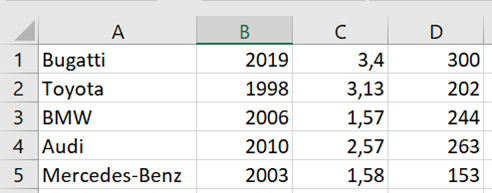 A B C D
1 Bugatti 2019 3,4 300
2 Toyota 1998 3,13 202
3 BMW 2006 1,57 244
4 Audi 2010 2,57 263
5 Mercedes-Benz 2003 1,58 153